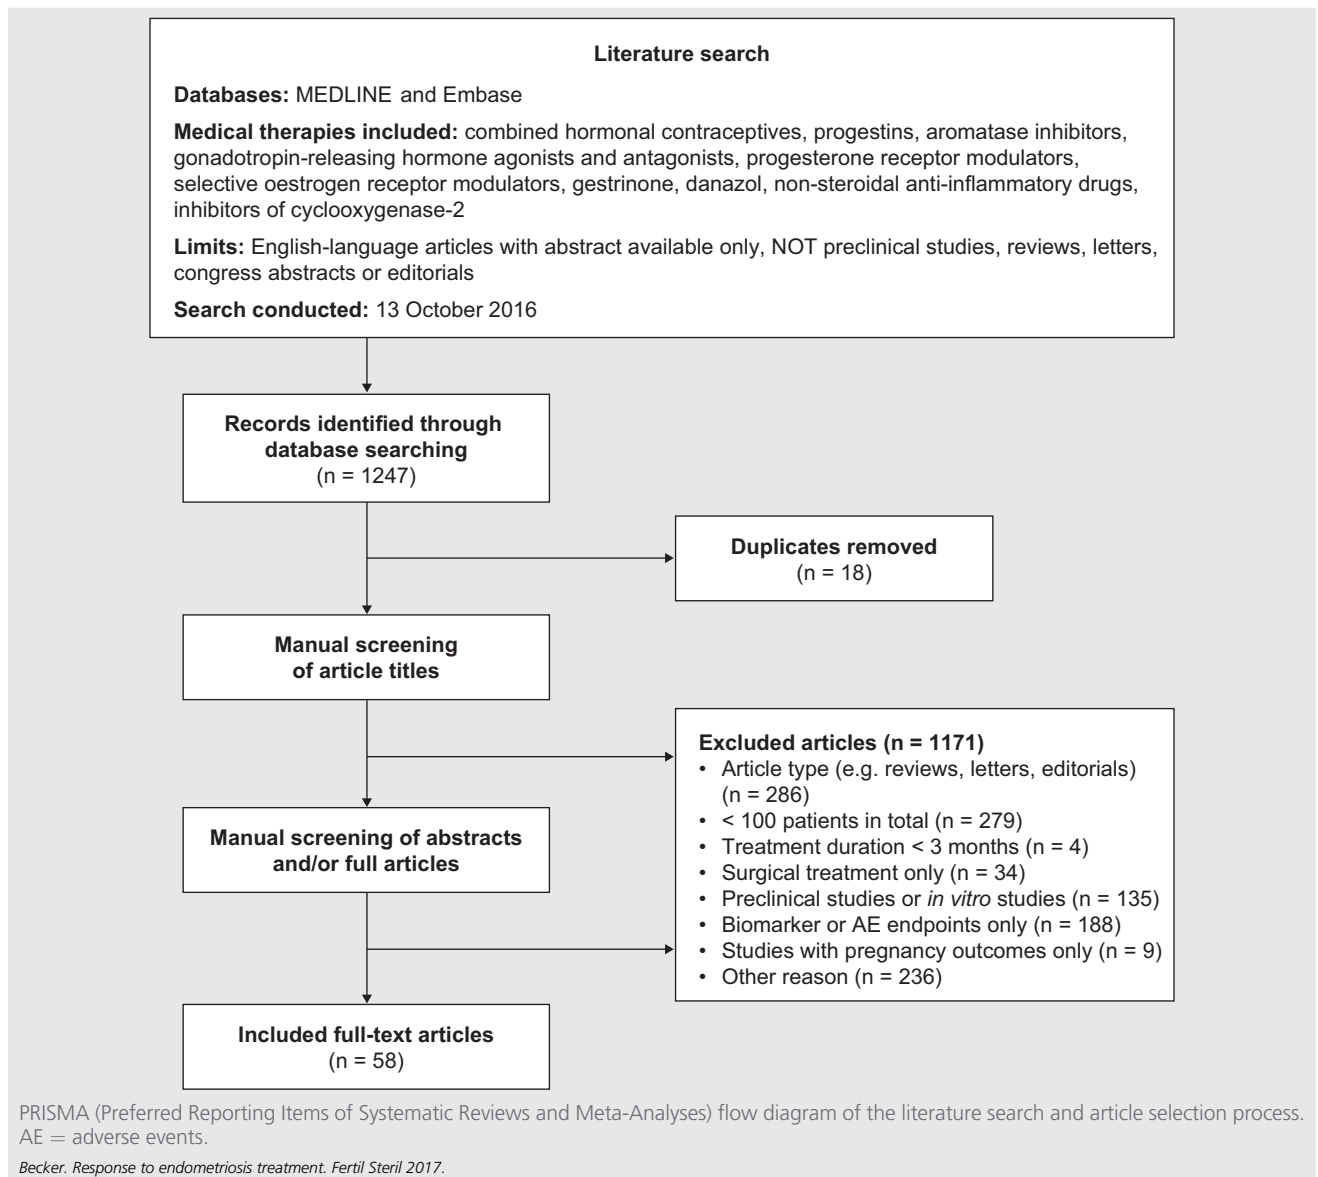 Literature search
Databases: MEDLINE and Embase
Medical therapies included: combined hormonal contraceptives, progestins, aromatase inhibitors,
gonadotropin-releasing hormone agonists and antagonists, progesterone receptor modulators,
selective oestrogen receptor modulators, gestrinone, danazol, non-steroidal anti-inflammatory drugs,
inhibitors of cyclooxygenase-2
Limits: English-language articles with abstract available only, NOT preclinical studies, reviews, letters,
congress abstracts or editorials
Search conducted: 13 October 2016
Records identified through
database searching
(n = 1247)
Duplicates removed
(n = 18)
Manual screening
of article titles
Excluded articles (n = 1171)
• Article type (e.g. reviews, letters, editorials)
(n = 286)
• < 100 patients in total (n = 279)
• Treatment duration < 3 months (n = 4)
• Surgical treatment only (n = 34)
• Preclinical studies or in vitro studies (n = 135)
• Biomarker or AE endpoints only (n = 188)
• Studies with pregnancy outcomes only (n = 9)
• Other reason (n = 236)
Manual screening of abstracts
and/or full articles
Included full-text articles
(n = 58)
PRISMA (Preferred Reporting Items of Systematic Reviews and Meta-Analyses) flow diagram of the literature search and article selection process.
AE = adverse events.
Becker. Response to endometriosis treatment. Fertil Steril 2017.